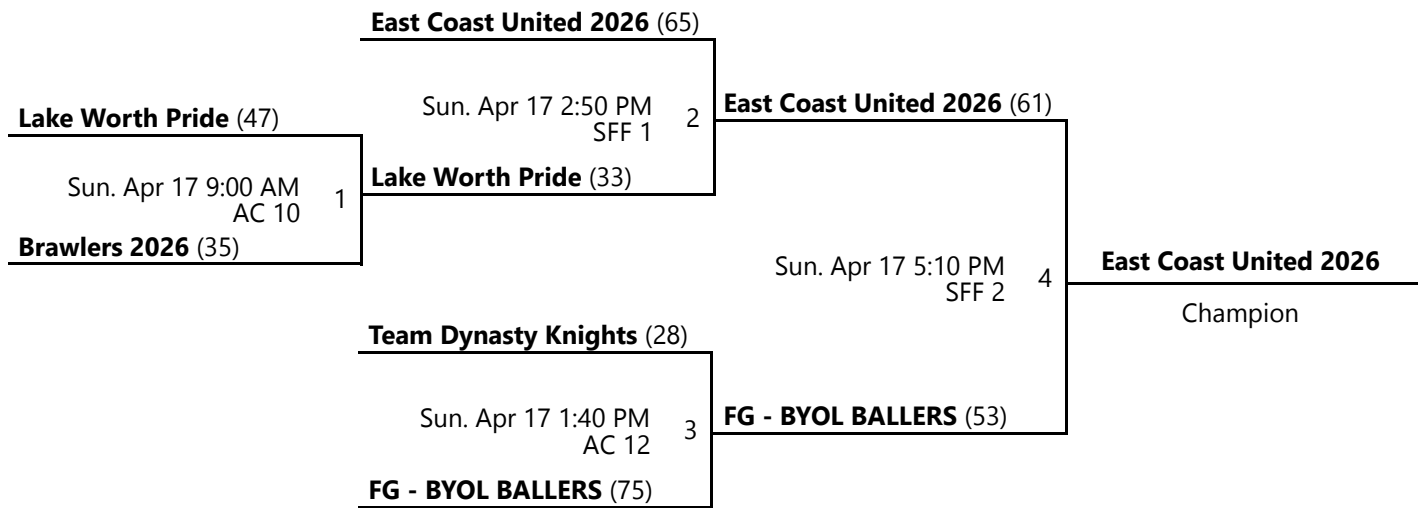 East Coast United 2026 (65)
Lake Worth Pride (47)
Sun. Apr 17 2:50 PM
SFF 1
2
East Coast United 2026 (61)
Sun. Apr 17 9:00 AM
AC 10
1
Lake Worth Pride (33)
Brawlers 2026 (35)
Sun. Apr 17 5:10 PM
SFF 2
4
East Coast United 2026
Champion
Team Dynasty Knights (28)
Sun. Apr 17 1:40 PM
AC 12
3
FG - BYOL BALLERS (53)
FG - BYOL BALLERS (75)